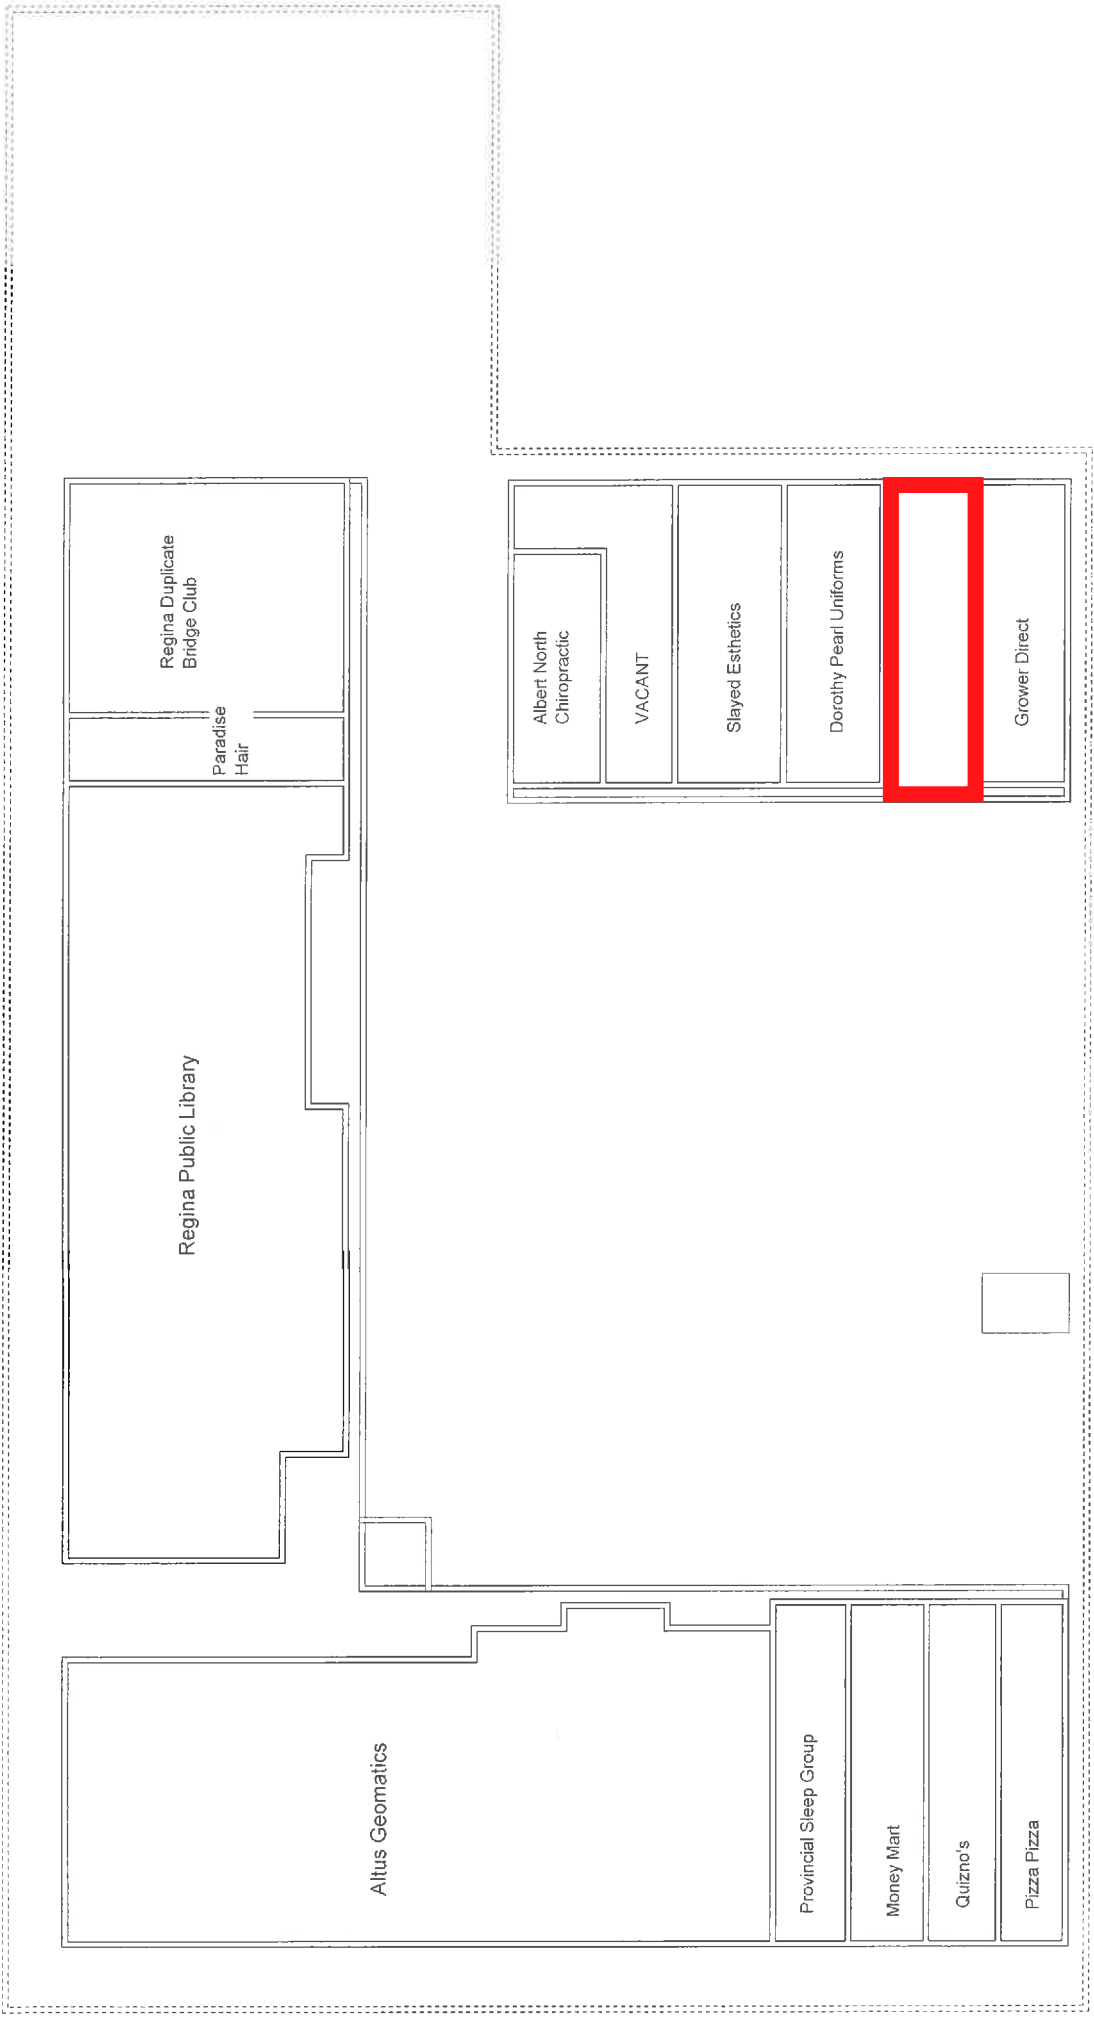 Regina Duplicate
Bridge Club
Paradise
Hair
Regina Public Library
Altus Geomatics
Albert North
Chiropractic
VACANT
Slayed Esthetics
Dorothy Pearl Uniforms
Grower Direct
Provincial Sleep Group
Money Mart
Quizno's
Pizza Pizza